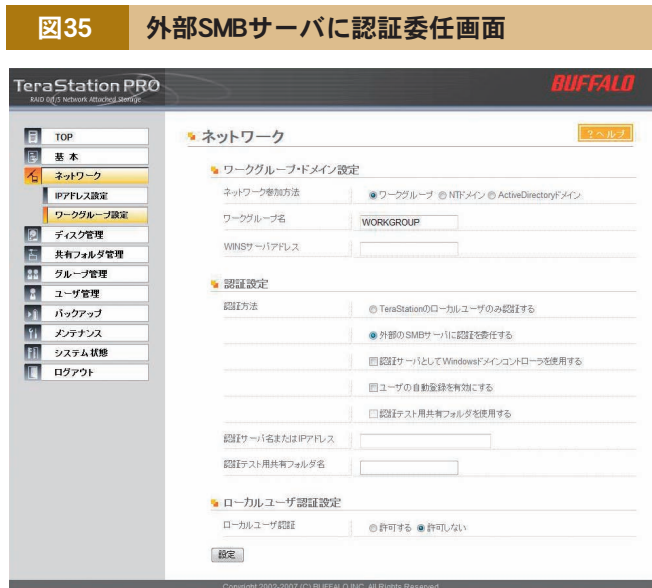 図35 外部SMBサーバに認証委任画面
TeraStation PRO
RAID 0/1/5 Network Attached Storage
BUFFALO
TOP
基本
ネットワーク
IPアドレス設定
ワークグループ設定
ディスク管理
共有フォルダ管理
グループ管理
ユーザ管理
バックアップ
メンテナンス
システム状態
ログアウト
ネットワーク
?ヘルプ
ワークグループ・ドメイン設定
ネットワーク参加方法 ワークグループ NTドメイン ActiveDirectoryドメイン
ワークグループ名 WORKGROUP
WINSサーバアドレス
認証設定
認証方法 TeraStationのローカルユーザのみ認証する
外部のSMBサーバに認証を委任する
認証サーバとしてWindowsドメインコントローラを使用する
ユーザの自動登録を有効にする
認証テスト用共有フォルダを使用する
認証サーバ名またはIPアドレス
認証テスト用共有フォルダ名
ローカルユーザ認証設定
ローカルユーザ認証 許可する 許可しない
設定
Copyright 2002-2007 (C) BUFFALO INC. All Rights Reserved.